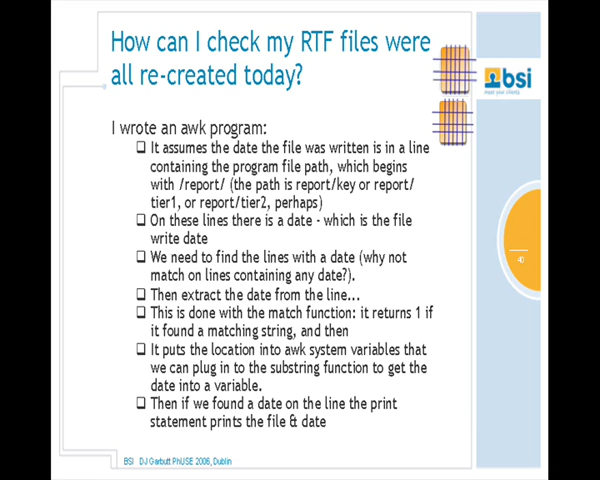 How can I check my RTF files were
all re-created today?
bsi
I wrote an awk program:
It assumes the date the file was written is in a line
containing the program file path, which begins
with /report/ (the path is report/key or report/
tier1, or report/tier2, perhaps)
On these lines there is a date - which is the file
write date
We need to find the lines with a date (why not
match on lines containing any date?).
Then extract the date from the line...
This is done with the match function: it returns 1 if
it found a matching string, and then
It puts the location into awk system variables that
we can plug in to the substring function to get the
date into a variable.
Then if we found a date on the line the print
statement prints the file & date
40
BSI DJ Garbutt PhUSE 2006, Dublin